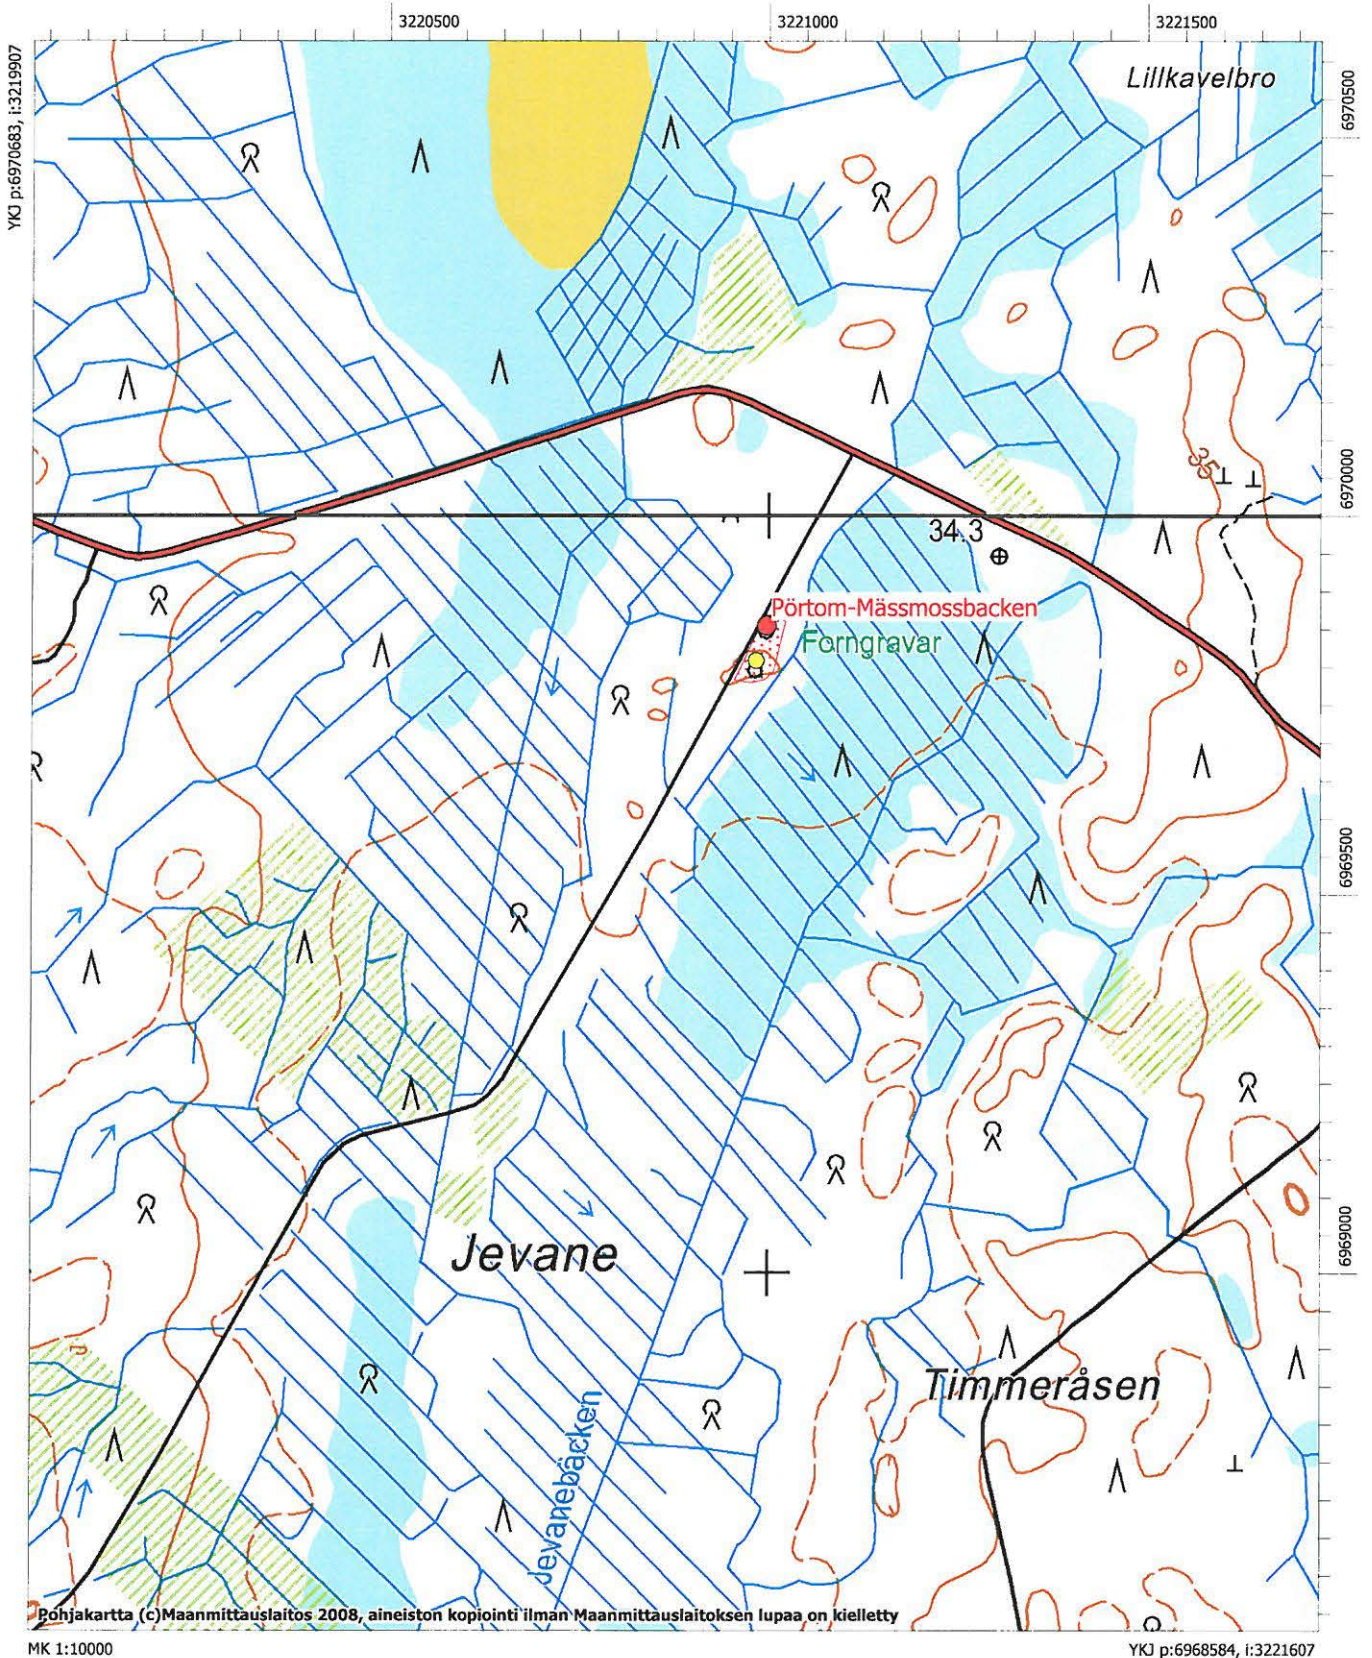 3220500
3221000
3221500
YKJ p:6970683, i:3219907
Lillkavelbro
6970500
35
6970000
34.3
Pörtom-Mässmossbacken
Forngravar
6969500
Jevane
6969000
Timmeråsen
Jevanebäcken
Pohjakartta (c)Maanmittauslaitos 2008, aineiston kopiointi ilman Maanmittauslaitoksen lupaa on kielletty
MK 1:10000
YKJ p:6968584, i:3221607